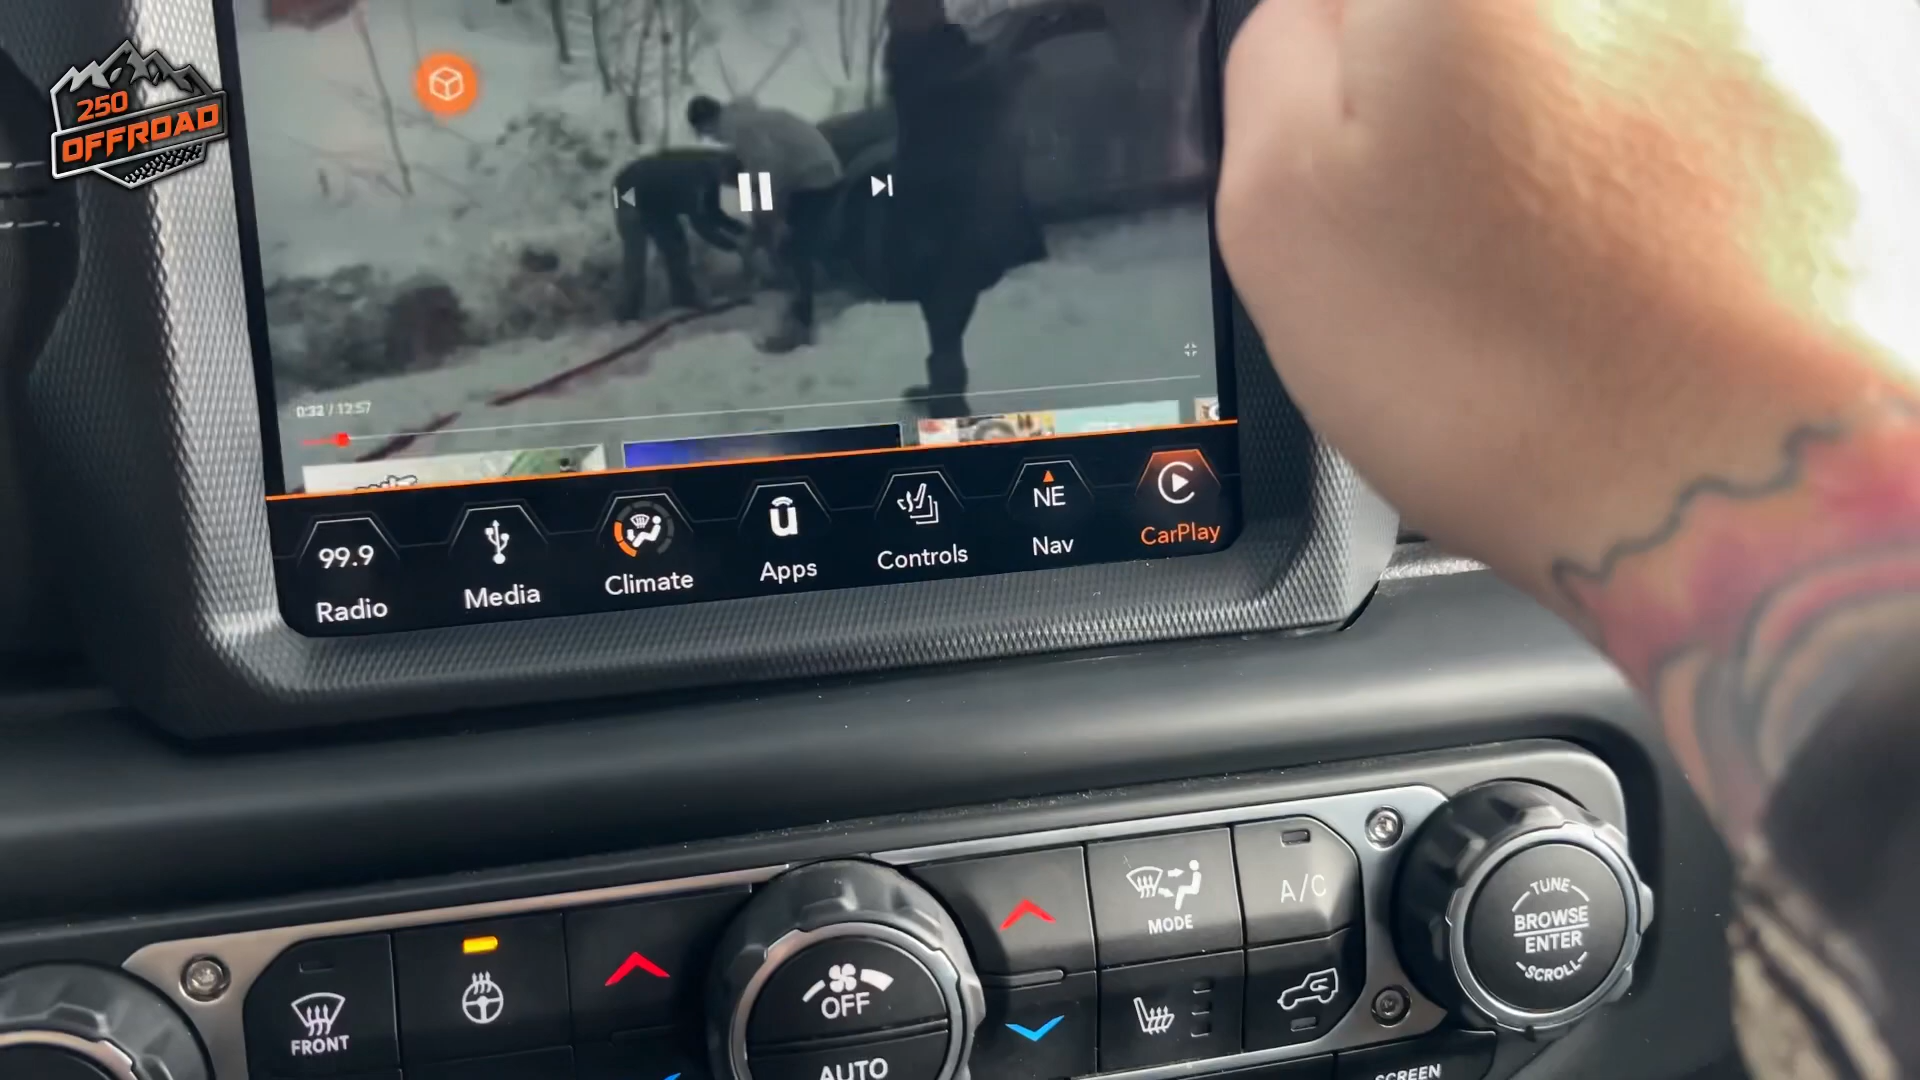 250
OFFROAD
0:32 / 12:57
99.9
Radio
Media
Climate
u
Apps
Controls
NE
Nav
CarPlay
FRONT
OFF
AUTO
MODE
A/C
TUNE
BROWSE
ENTER
SCROLL
SCREEN